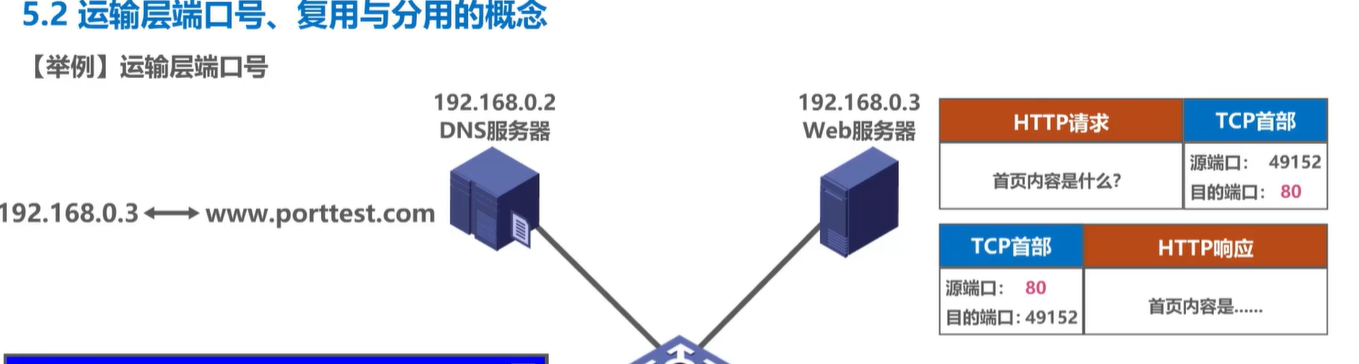 5.2 运输层端口号、复用与分用的概念
【举例】运输层端口号
192.168.0.2
DNS服务器
192.168.0.3
Web服务器
192.168.0.3 www.porttest.com
HTTP请求 TCP首部
首页内容是什么?
源端口: 49152
目的端口: 80
TCP首部 HTTP响应
源端口: 80
目的端口: 49152
首页内容是......